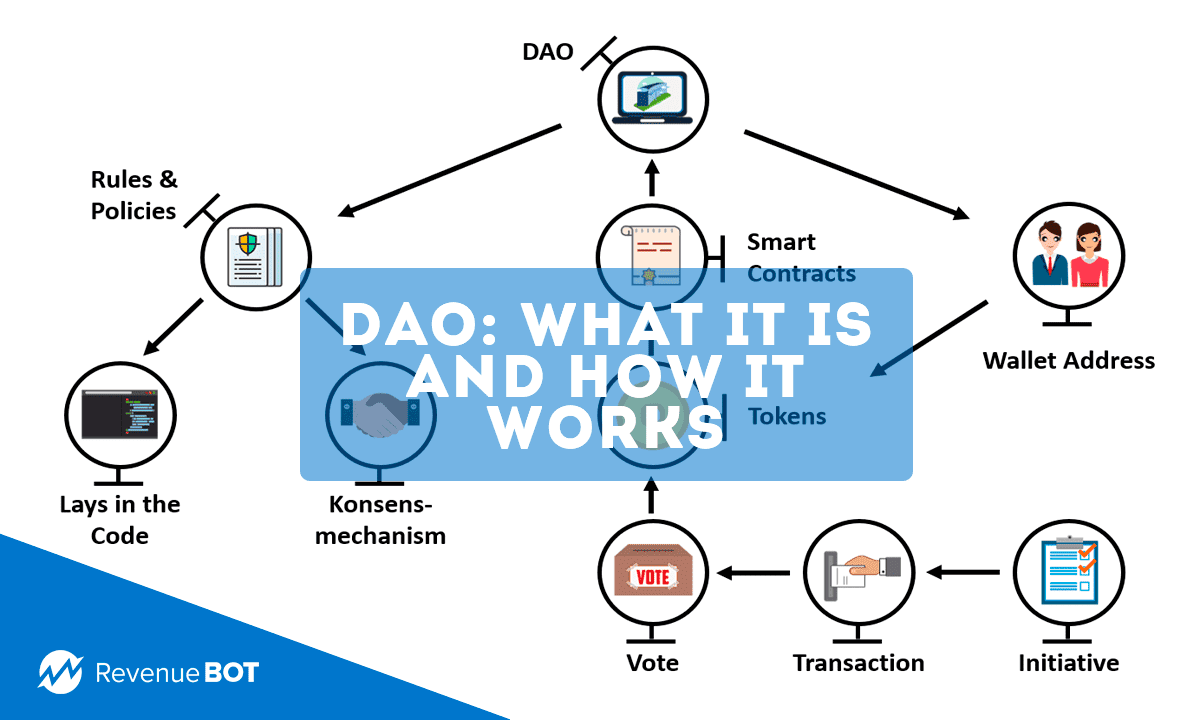 DAO
Rules &
Policies
Smart
Contracts
DAO: WHAT IT IS
AND HOW IT
WORKS
Wallet Address
Tokens
Lays in the
Code
Konsens-
mechanism
VOTE
Vote
Transaction
Initiative
RevenueBOT